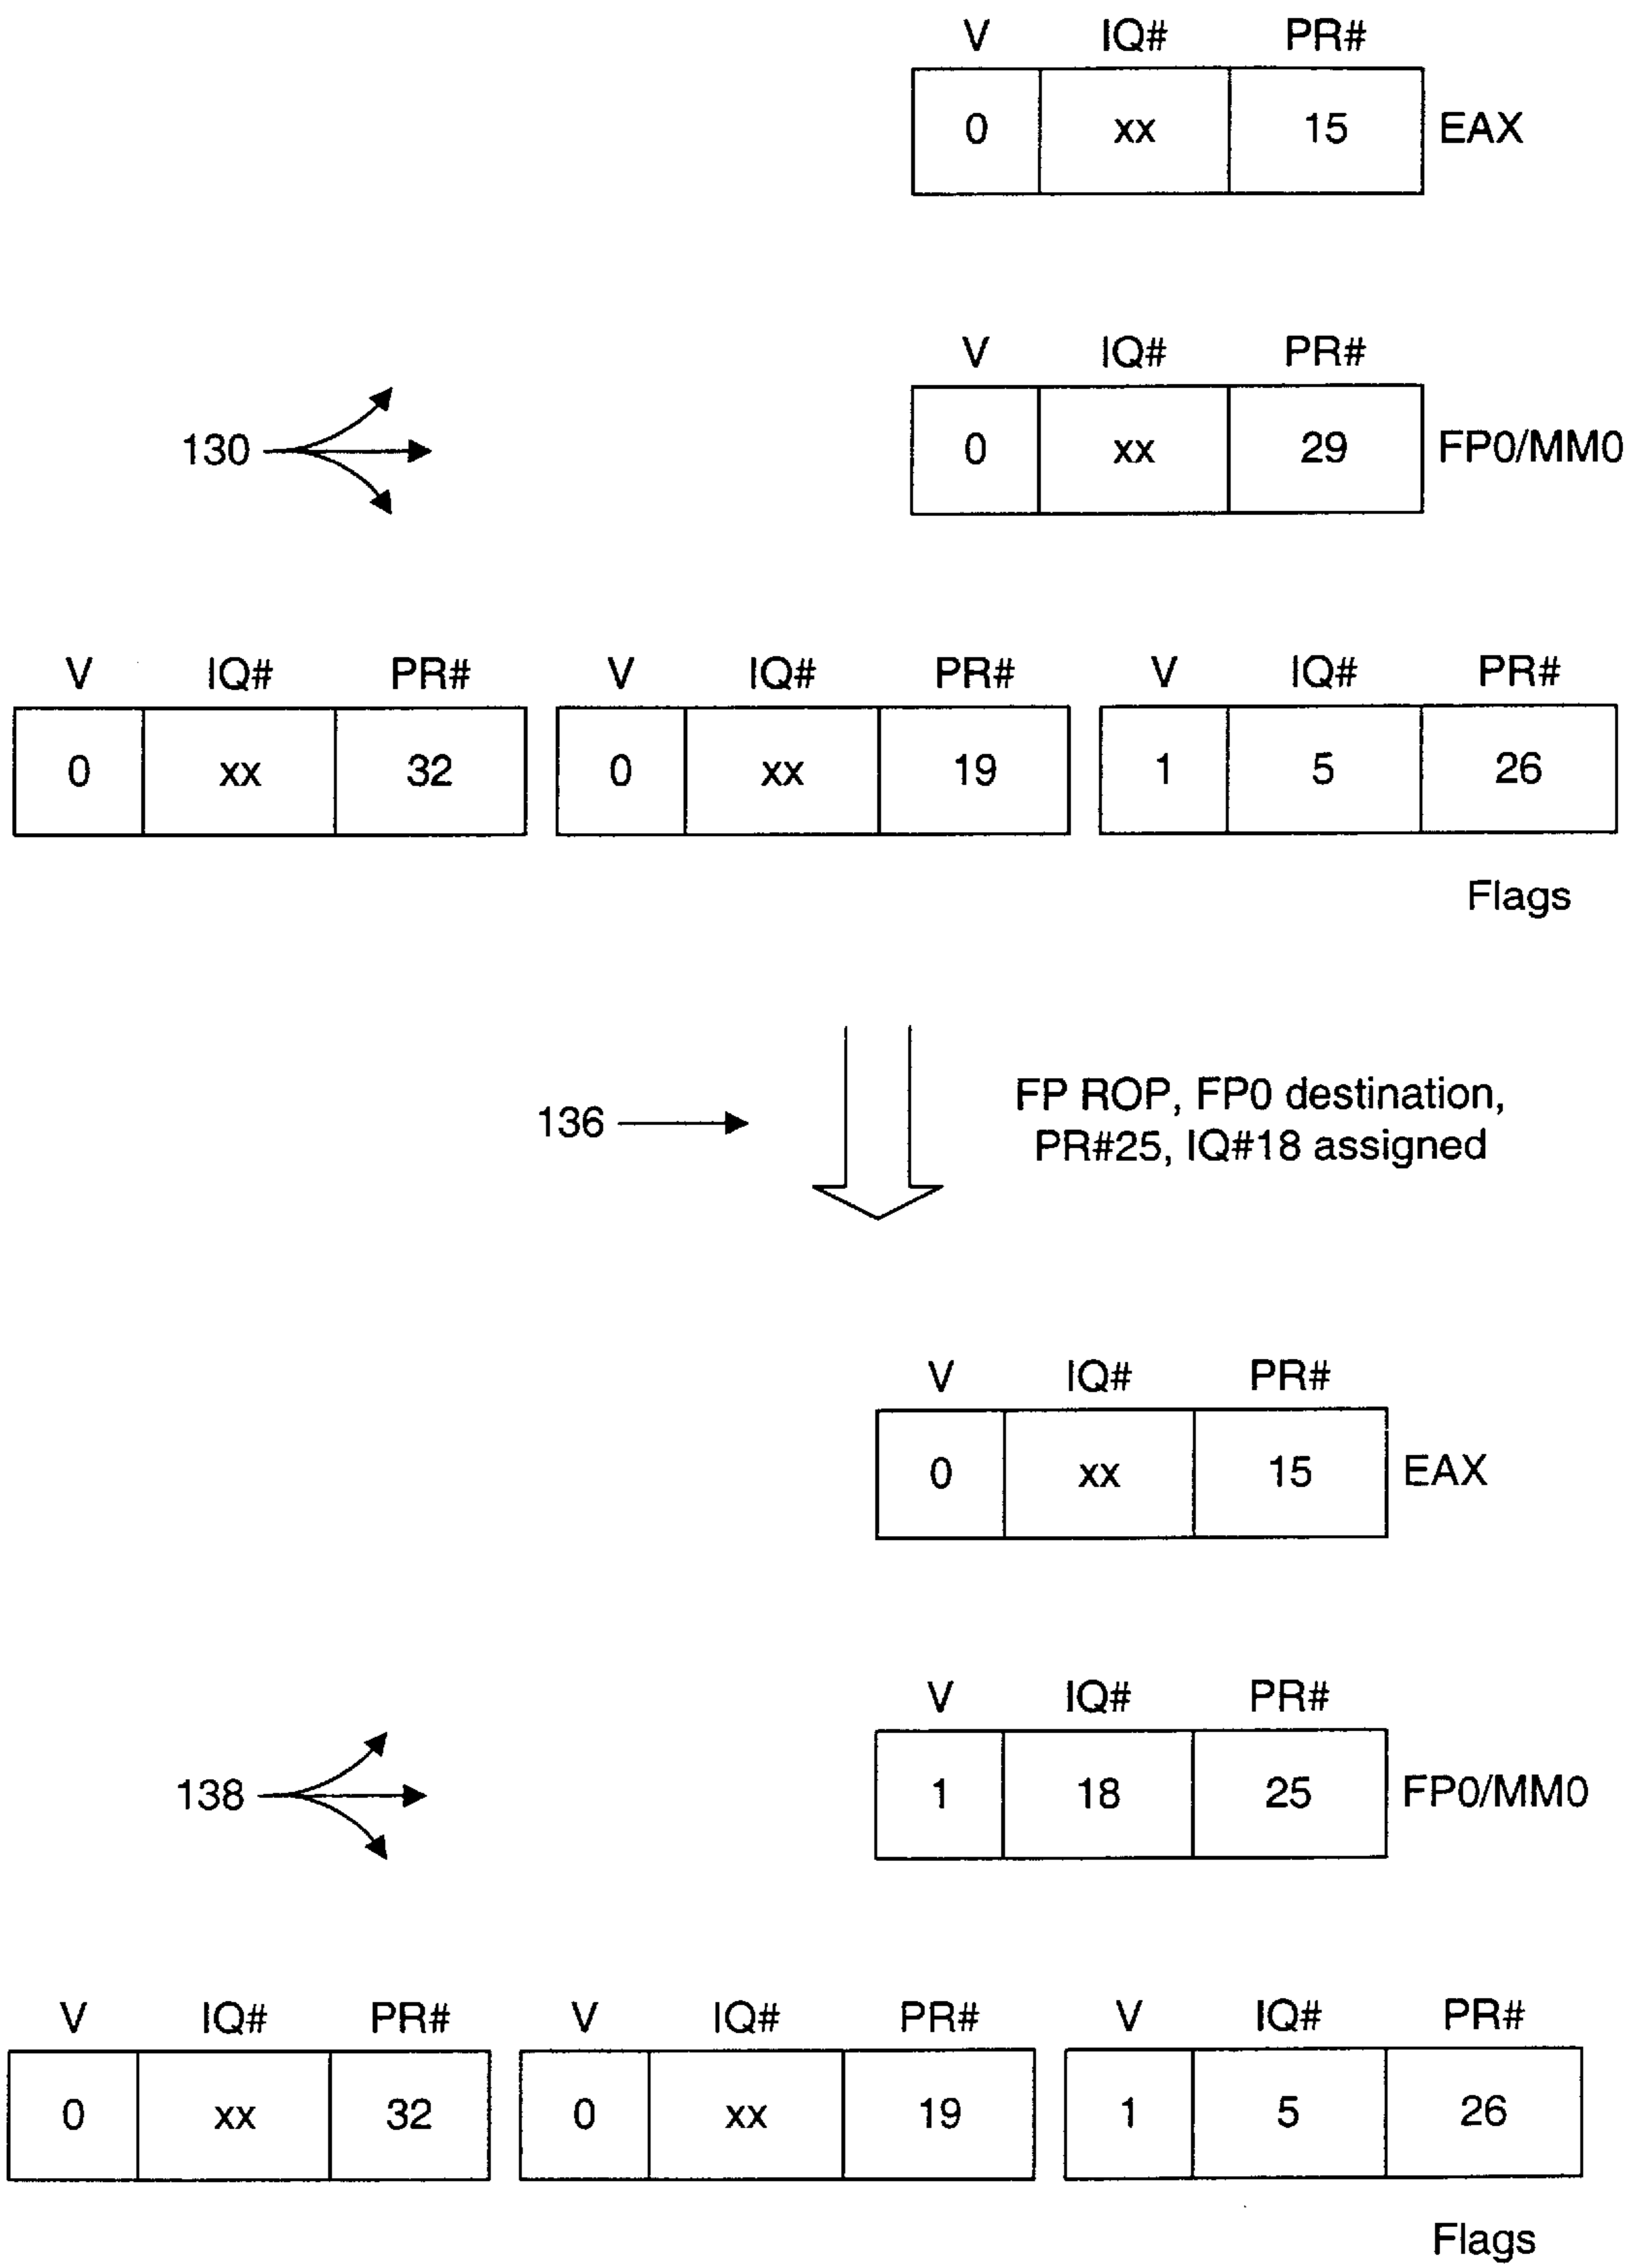 V IQ# PR#
0 xx 15 EAX
V IQ# PR#
130 0 xx 29 FP0/MM0
V IQ# PR# V IQ# PR# V IQ# PR#
0 xx 32 0 xx 19 1 5 26
Flags
FP ROP, FP0 destination,
136
PR#25, IQ#18 assigned
V IQ# PR#
0 xx 15 EAX
V IQ# PR#
138 1 18 25 FP0/MM0
V IQ# PR# V IQ# PR# V IQ# PR#
0 xx 32 0 xx 19 1 5 26
Flags